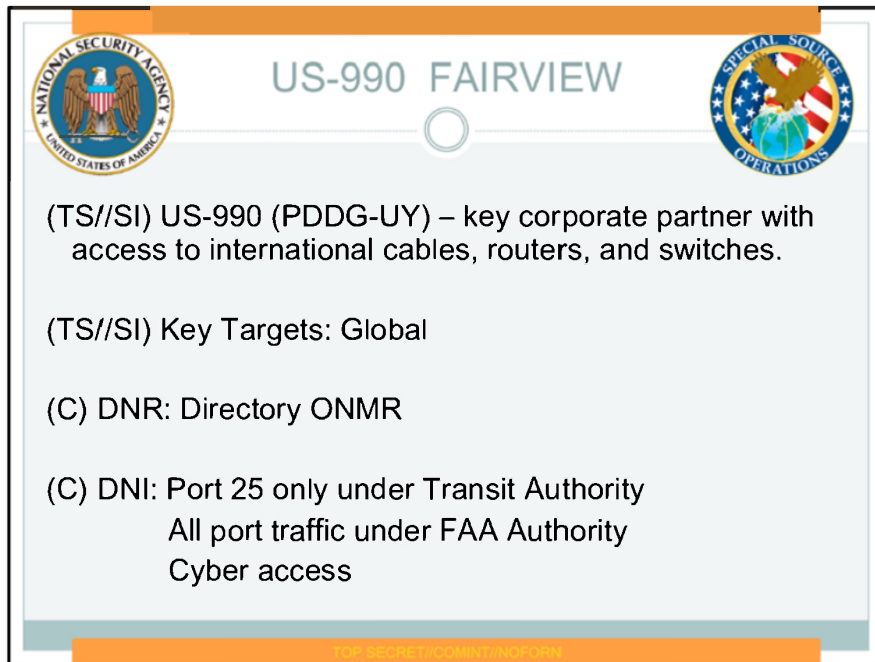 NATIONAL SECURITY AGENCY
UNITED STATES OF AMERICA
US-990 FAIRVIEW
SPECIAL SOURCE
OPERATIONS
(TS//SI) US-990 (PDDG-UY) – key corporate partner with
access to international cables, routers, and switches.
(TS//SI) Key Targets: Global
(C) DNR: Directory ONMR
(C) DNI: Port 25 only under Transit Authority
All port traffic under FAA Authority
Cyber access
TOP SECRET//COMINT//NOFORN